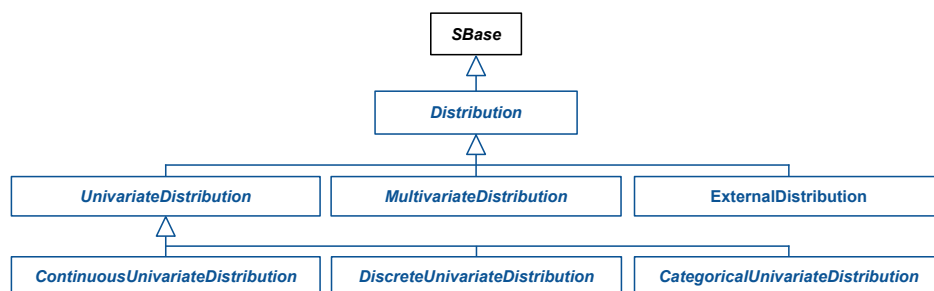 SBase
Distribution
UnivariateDistribution
MultivariateDistribution
ExternalDistribution
ContinuousUnivariateDistribution
DiscreteUnivariateDistribution
CategoricalUnivariateDistribution